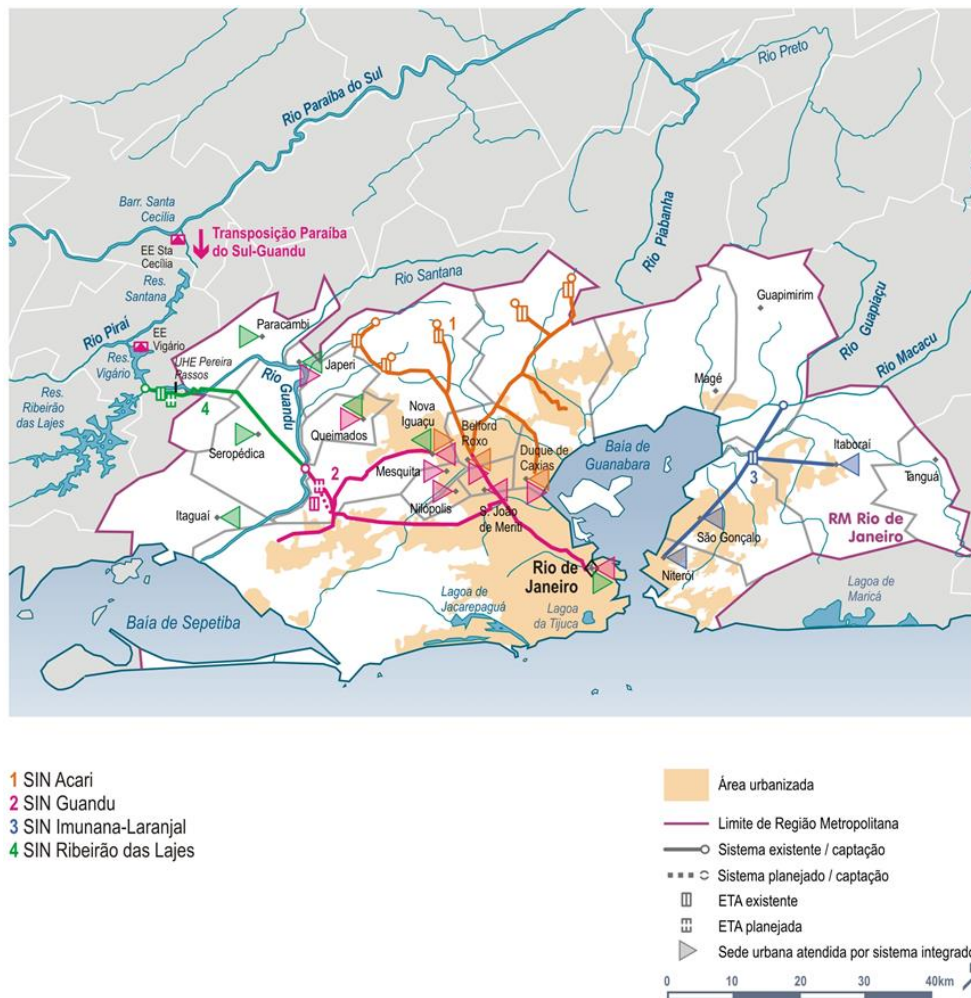 Rio Preto
Rio Paraíba do Sul
Rio Piabanha
Barr. Santa
Cecília
EE Sta
Cecília
Transposição Paraíba
do Sul-Guandu
Res.
Santana
Rio Santana
Guapimirim
Rio Guapiaçu
Rio Piraí
Paracambi
1
EE
Vigário
Res.
Vigário
UHE Pereira
Passos
Japeri
Rio Guandu
Rio Macacu
Magé
Res.
Ribeirão
das Lajes
4
Nova
Iguaçu
Belford
Roxo
Queimados
Seropédica
Duque de
Caxias
Baía de
Guanabara
Itaboraí
2
Mesquita
3
Tanguá
Itaguaí
Nilópolis
S. João
de Meriti
São Gonçalo
RM Rio de
Janeiro
Rio de
Janeiro
Niterói
Lagoa de
Jacarepaguá
Lagoa
da Tijuca
Lagoa de
Maricá
Baía de Sepetiba
1 SIN Acari
2 SIN Guandu
3 SIN Imunana-Laranjal
4 SIN Ribeirão das Lajes
Área urbanizada
Limite de Região Metropolitana
Sistema existente / captação
Sistema planejado / captação
ETA existente
ETA planejada
Sede urbana atendida por sistema integrado
0 10 20 30 40km